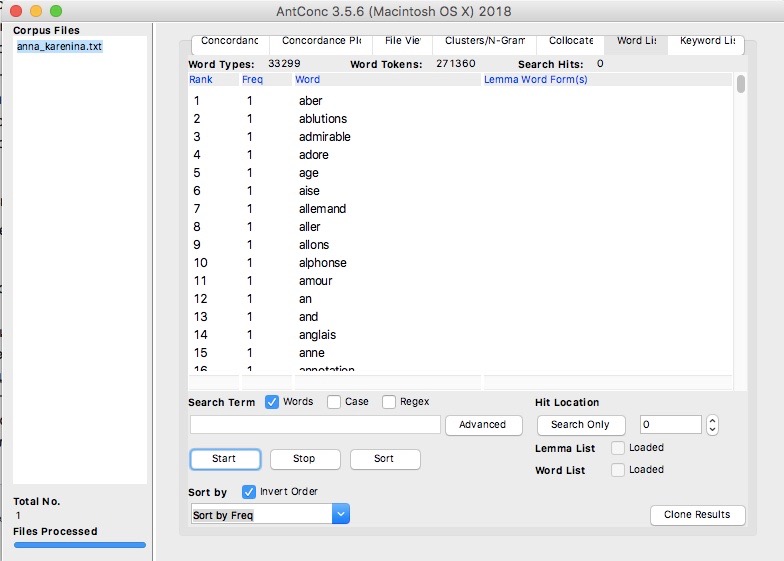 AntConc 3.5.6 (Macintosh OS X) 2018
Corpus Files
anna_karenina.txt
Concordanc Concordance Plo File Vie Clusters/N-Gram Collocate Word Lis Keyword Lis
Word Types: 33299 Word Tokens: 271360 Search Hits: 0
Rank Freq Word Lemma Word Form(s)
1 1 aber
2 1 ablutions
3 1 admirable
4 1 adore
5 1 age
6 1 aise
7 1 allemand
8 1 aller
9 1 allons
10 1 alphonse
11 1 amour
12 1 an
13 1 and
14 1 anglais
15 1 anne
16 1 annotation
Search Term Words Case Regex Hit Location
Advanced Search Only 0
Start Stop Sort Lemma List Loaded
Word List Loaded
Sort by Invert Order
Sort by Freq Clone Results
Total No.
1
Files Processed